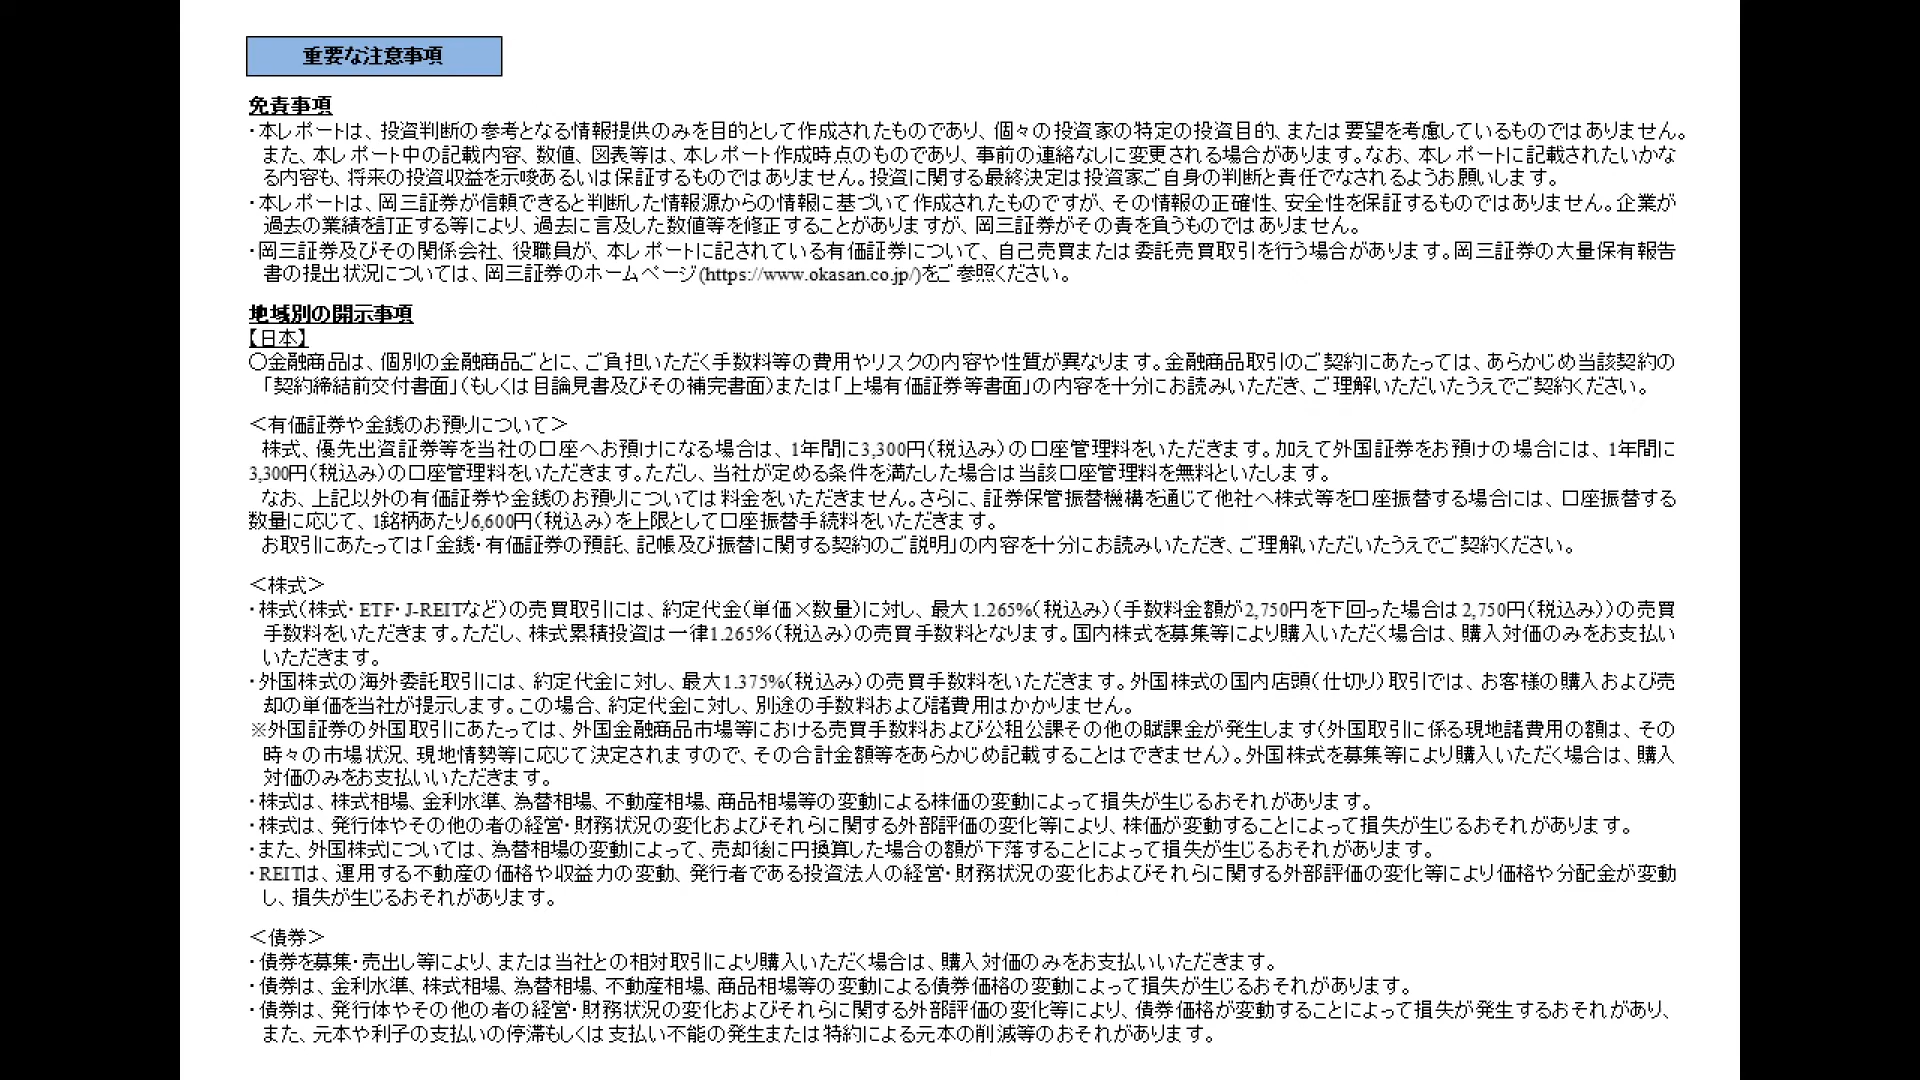 重要な注意事項
免責事項
・本レポートは、投資判断の参考となる情報提供のみを目的として作成されたものであり、個々の投資家の特定の投資目的、または要望を考慮しているものではありません。
また、本レポート中の記載内容、数値、図表等は、本レポート作成時点のものであり、事前の連絡なしに変更される場合があります。なお、本レポートに記載されたいかな
る内容も、将来の投資収益を示唆あるいは保証するものではありません。投資に関する最終決定は投資家ご自身の判断と責任でなされるようお願いします。
・本レポートは、岡三証券が信頼できると判断した情報源からの情報に基づいて作成されたものですが、その情報の正確性、安全性を保証するものではありません。企業が
過去の業績を訂正する等により、過去に言及した数値等を修正することがありますが、岡三証券がその責を負うものではありません。
・岡三証券及びその関係会社、役職員が、本レポートに記されている有価証券について、自己売買または委託売買取引を行う場合があります。岡三証券の大量保有報告
書の提出状況については、岡三証券のホームページ(https://www.okasan.co.jp/)をご参照ください。
地域別の開示事項
【日本】
〇金融商品は、個別の金融商品ごとに、ご負担いただく手数料等の費用やリスクの内容や性質が異なります。金融商品取引のご契約にあたっては、あらかじめ当該契約の
「契約締結前交付書面」(もしくは目論見書及びその補完書面)または「上場有価証券等書面」の内容を十分にお読みいただき、ご理解いただいたうえでご契約ください。
＜有価証券や金銭のお預りについて＞
株式、優先出資証券等を当社の口座へお預けになる場合は、1年間に3,300円(税込み)の口座管理料をいただきます。加えて外国証券をお預けの場合には、1年間に
3,300円(税込み)の口座管理料をいただきます。ただし、当社が定める条件を満たした場合は当該口座管理料を無料といたします。
なお、上記以外の有価証券や金銭のお預りについては料金をいただきません。さらに、証券保管振替機構を通じて他社へ株式等を口座振替する場合には、口座振替する
数量に応じて、1銘柄あたり6,600円(税込み)を上限として口座振替手続料をいただきます。
お取引にあたっては「金銭・有価証券の預託、記帳及び振替に関する契約のご説明」の内容を十分にお読みいただき、ご理解いただいたうえでご契約ください。
＜株式＞
・株式(株式・ETF・J-REITなど)の売買取引には、約定代金(単価×数量)に対し、最大1.265%(税込み)(手数料金額が2,750円を下回った場合は2,750円(税込み))の売買
手数料をいただきます。ただし、株式累積投資は一律1.265%(税込み)の売買手数料となります。国内株式を募集等により購入いただく場合は、購入対価のみをお支払い
いただきます。
・外国株式の海外委託取引には、約定代金に対し、最大1.375%(税込み)の売買手数料をいただきます。外国株式の国内店頭(仕切り)取引では、お客様の購入および売
却の単価を当社が提示します。この場合、約定代金に対し、別途の手数料および諸費用はかかりません。
※外国証券の外国取引にあたっては、外国金融商品市場等における売買手数料および公租公課その他の賦課金が発生します(外国取引に係る現地諸費用の額は、その
時々の市場状況、現地情勢等に応じて決定されますので、その合計金額等をあらかじめ記載することはできません)。外国株式を募集等により購入いただく場合は、購入
対価のみをお支払いいただきます。
・株式は、株式相場、金利水準、為替相場、不動産相場、商品相場等の変動による株価の変動によって損失が生じるおそれがあります。
・株式は、発行体やその他の者の経営・財務状況の変化およびそれらに関する外部評価の変化等により、株価が変動することによって損失が生じるおそれがあります。
・また、外国株式については、為替相場の変動によって、売却後に円換算した場合の額が下落することによって損失が生じるおそれがあります。
・REITは、運用する不動産の価格や収益力の変動、発行者である投資法人の経営・財務状況の変化およびそれらに関する外部評価の変化等により価格や分配金が変動
し、損失が生じるおそれがあります。
＜債券＞
・債券を募集・売出し等により、または当社との相対取引により購入いただく場合は、購入対価のみをお支払いいただきます。
・債券は、金利水準、株式相場、為替相場、不動産相場、商品相場等の変動による債券価格の変動によって損失が生じるおそれがあります。
・債券は、発行体やその他の者の経営・財務状況の変化およびそれらに関する外部評価の変化等により、債券価格が変動することによって損失が発生するおそれがあり、
また、元本や利子の支払いの停滞もしくは支払い不能の発生または特約による元本の削減等のおそれがあります。